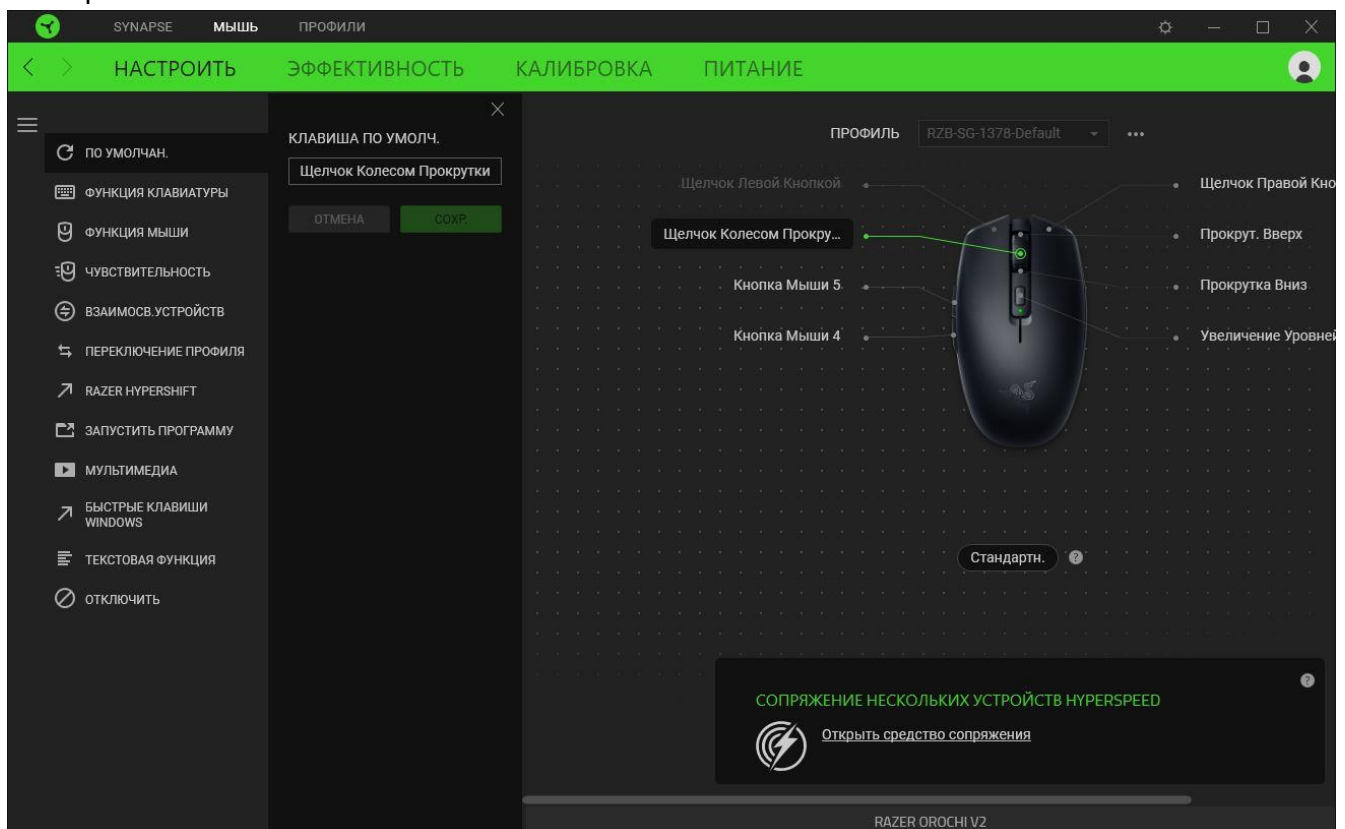 SYNAPSE МЫШЬ ПРОФИЛИ
НАСТРОИТЬ ЭФФЕКТИВНОСТЬ КАЛИБРОВКА ПИТАНИЕ
ПО УМОЛЧАН.
ФУНКЦИЯ КЛАВИАТУРЫ
ФУНКЦИЯ МЫШИ
ЧУВСТВИТЕЛЬНОСТЬ
ВЗАИМОСВ.УСТРОЙСТВ
ПЕРЕКЛЮЧЕНИЕ ПРОФИЛЯ
RAZER HYPERSHIFT
ЗАПУСТИТЬ ПРОГРАММУ
МУЛЬТИМЕДИА
БЫСТРЫЕ КЛАВИШИ
WINDOWS
ТЕКСТОВАЯ ФУНКЦИЯ
ОТКЛЮЧИТЬ
КЛАВИША ПО УМОЛЧ.
Щелчок Колесом Прокрутки
ОТМЕНА СОХР.
ПРОФИЛЬ RZB-SG-1378-Default
Щелчок Левой Кнопкой
Щелчок Колесом Прокру...
Кнопка Мыши 5
Кнопка Мыши 4
Щелчок Правой Кно
Прокрут. Вверх
Прокрутка Вниз
Увеличение Уровней
Стандартн. ?
СОПРЯЖЕНИЕ НЕСКОЛЬКИХ УСТРОЙСТВ HYPERSPEED ?
Открыть средство сопряжения
RAZER OROCHI V2